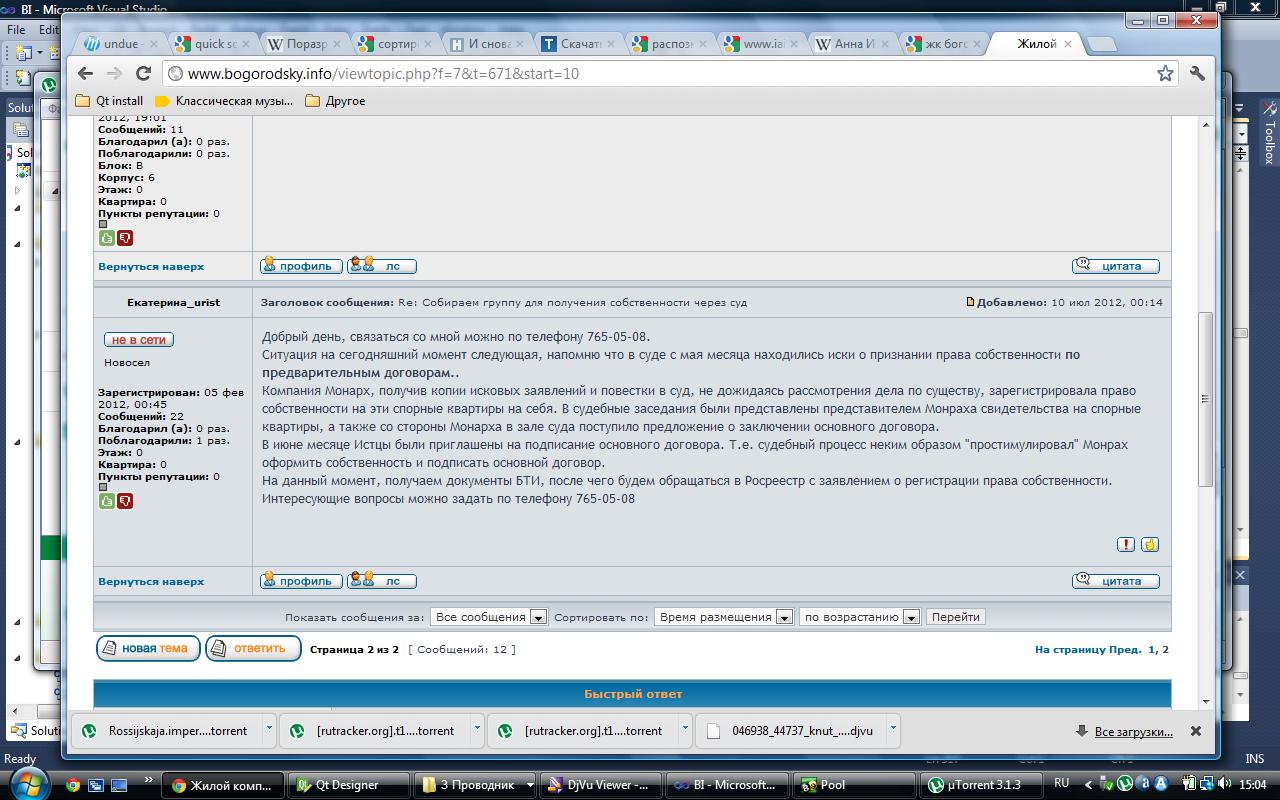 BI - Microsoft Visual Studio
File Edit
undue - quick sc Поразр сортир И снова Скачат распозн www.iai Анна И жк бого Жилой
www.bogorodsky.info/viewtopic.php?f=7&t=671&start=10
Qt install Классическая музы... Другое
Solut
Sol
Toolbox
2012, 19:01
Сообщений: 11
Благодарил (а): 0 раз.
Поблагодарили: 0 раз.
Блок: В
Корпус: 6
Этаж: 0
Квартира: 0
Пункты репутации: 0
Вернуться наверх профиль лс цитата
Екатерина_urist Заголовок сообщения: Re: Собираем группу для получения собственности через суд Добавлено: 10 июл 2012, 00:14
не в сети
Новосел
Зарегистрирован: 05 фев
2012, 00:45
Сообщений: 22
Благодарил (а): 0 раз.
Поблагодарили: 1 раз.
Этаж: 0
Квартира: 0
Пункты репутации: 0
Добрый день, связаться со мной можно по телефону 765-05-08.
Ситуация на сегодняшний момент следующая, напомню что в суде с мая месяца находились иски о признании права собственности по
предварительным договорам..
Компания Монарх, получив копии исковых заявлений и повестки в суд, не дожидаясь рассмотрения дела по существу, зарегистрировала право
собственности на эти спорные квартиры на себя. В судебные заседания были представлены представителем Монраха свидетельства на спорные
квартиры, а также со стороны Монарха в зале суда поступило предложение о заключении основного договора.
В июне месяце Истцы были приглашены на подписание основного договора. Т.е. судебный процесс неким образом "простимулировал" Монрах
оформить собственность и подписать основной договор.
На данный момент, получаем документы БТИ, после чего будем обращаться в Росреестр с заявлением о регистрации права собственности.
Интересующие вопросы можно задать по телефону 765-05-08
Вернуться наверх профиль лс цитата
Показать сообщения за: Все сообщения Сортировать по: Время размещения по возрастанию Перейти
новая тема ответить Страница 2 из 2 [ Сообщений: 12 ] На страницу Пред. 1, 2
Быстрый ответ
Rossijskaja.imper....torrent [rutracker.org].t1....torrent [rutracker.org].t1....torrent 046938_44737_knut_....djvu Все загрузки...
Soluti
Ready INS
Жилой комп... Qt Designer 3 Проводник DjVu Viewer -... BI - Microsoft... Pool µTorrent 3.1.3 RU 15:04